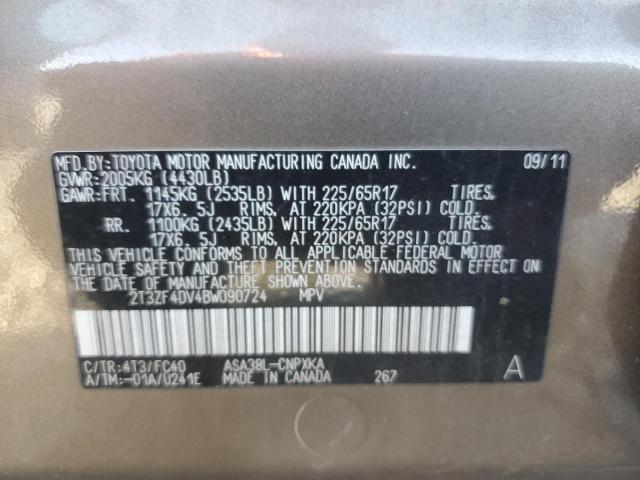 MFD.BY:TOYOTA MOTOR MANUFACTURING CANADA INC. 09/11
GVWR:2005KG (4430LB)
GAWR:FRT. 1145KG (2535LB) WITH 225/65R17 TIRES,
17X6. 5J RIMS, AT 220KPA (32PSI) COLD.
RR. 1100KG (2435LB) WITH 225/65R17 TIRES,
17X6. 5J RIMS, AT 220KPA (32PSI) COLD.
THIS VEHICLE CONFORMS TO ALL APPLICABLE FEDERAL MOTOR
VEHICLE SAFETY AND THEFT PREVENTION STANDARDS IN EFFECT ON
THE DATE OF MANUFACTURE SHOWN ABOVE.
2T3ZF4DV4BW090724 MPV
C/TR:4T3/FC40 ASA38L-CNPXKA
A/TM:-01A/U241E MADE IN CANADA 267 A